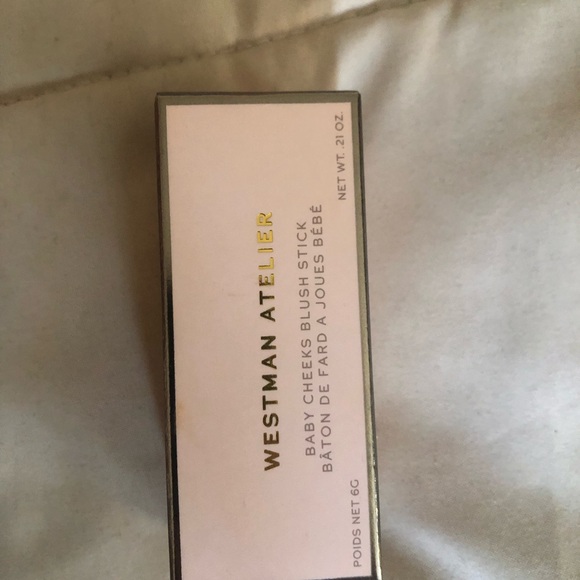 WESTMAN ATELIER
BABY CHEEKS BLUSH STICK
BÂTON DE FARD A JOUES BÉBÉ
POIDS NET 6G
NET WT. .21 OZ.